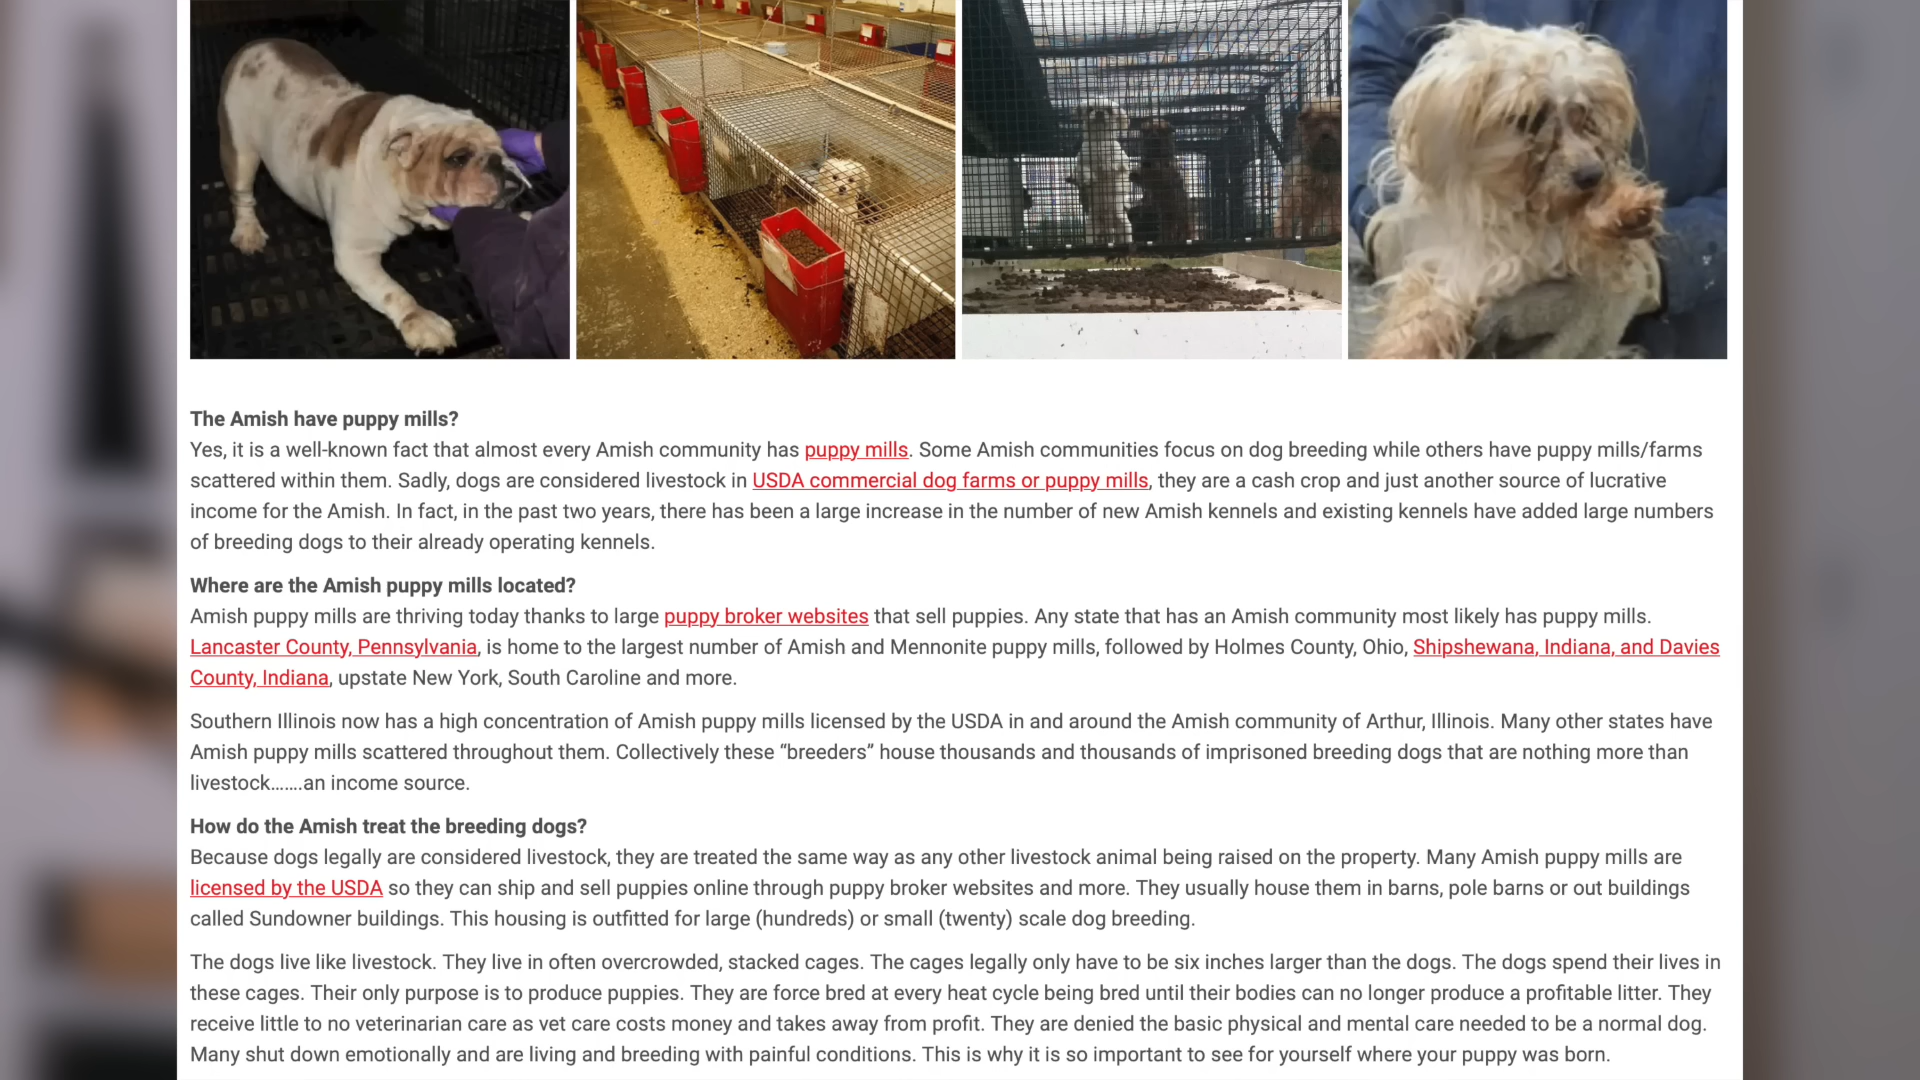 The Amish have puppy mills?
Yes, it is a well-known fact that almost every Amish community has puppy mills. Some Amish communities focus on dog breeding while others have puppy mills/farms
scattered within them. Sadly, dogs are considered livestock in USDA commercial dog farms or puppy mills, they are a cash crop and just another source of lucrative
income for the Amish. In fact, in the past two years, there has been a large increase in the number of new Amish kennels and existing kennels have added large numbers
of breeding dogs to their already operating kennels.
Where are the Amish puppy mills located?
Amish puppy mills are thriving today thanks to large puppy broker websites that sell puppies. Any state that has an Amish community most likely has puppy mills.
Lancaster County, Pennsylvania, is home to the largest number of Amish and Mennonite puppy mills, followed by Holmes County, Ohio, Shipshewana, Indiana, and Davies
County, Indiana, upstate New York, South Caroline and more.
Southern Illinois now has a high concentration of Amish puppy mills licensed by the USDA in and around the Amish community of Arthur, Illinois. Many other states have
Amish puppy mills scattered throughout them. Collectively these “breeders” house thousands and thousands of imprisoned breeding dogs that are nothing more than
livestock…….an income source.
How do the Amish treat the breeding dogs?
Because dogs legally are considered livestock, they are treated the same way as any other livestock animal being raised on the property. Many Amish puppy mills are
licensed by the USDA so they can ship and sell puppies online through puppy broker websites and more. They usually house them in barns, pole barns or out buildings
called Sundowner buildings. This housing is outfitted for large (hundreds) or small (twenty) scale dog breeding.
The dogs live like livestock. They live in often overcrowded, stacked cages. The cages legally only have to be six inches larger than the dogs. The dogs spend their lives in
these cages. Their only purpose is to produce puppies. They are force bred at every heat cycle being bred until their bodies can no longer produce a profitable litter. They
receive little to no veterinarian care as vet care costs money and takes away from profit. They are denied the basic physical and mental care needed to be a normal dog.
Many shut down emotionally and are living and breeding with painful conditions. This is why it is so important to see for yourself where your puppy was born.